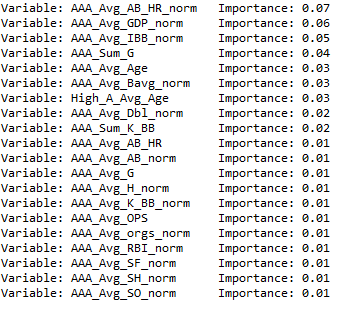 Variable: AAA_Avg_AB_HR_norm Importance: 0.07
Variable: AAA_Avg_GDP_norm Importance: 0.06
Variable: AAA_Avg_IBB_norm Importance: 0.05
Variable: AAA_Sum_G Importance: 0.04
Variable: AAA_Avg_Age Importance: 0.03
Variable: AAA_Avg_Bavg_norm Importance: 0.03
Variable: High_A_Avg_Age Importance: 0.03
Variable: AAA_Avg_Dbl_norm Importance: 0.02
Variable: AAA_Sum_K_BB Importance: 0.02
Variable: AAA_Avg_AB_HR Importance: 0.01
Variable: AAA_Avg_AB_norm Importance: 0.01
Variable: AAA_Avg_G Importance: 0.01
Variable: AAA_Avg_H_norm Importance: 0.01
Variable: AAA_Avg_K_BB_norm Importance: 0.01
Variable: AAA_Avg_OPS Importance: 0.01
Variable: AAA_Avg_orgs_norm Importance: 0.01
Variable: AAA_Avg_RBI_norm Importance: 0.01
Variable: AAA_Avg_SF_norm Importance: 0.01
Variable: AAA_Avg_SH_norm Importance: 0.01
Variable: AAA_Avg_SO_norm Importance: 0.01